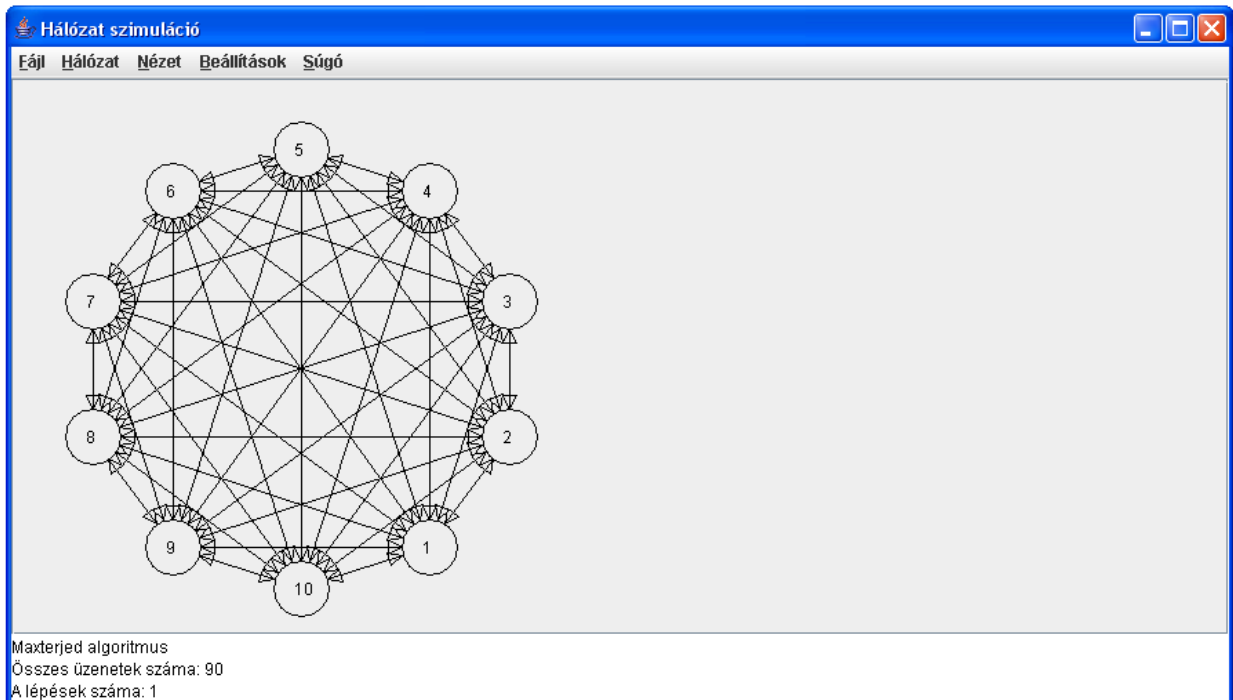 Hálózat szimuláció
Fájl Hálózat Nézet Beállítások Súgó
5
6
4
7
3
8
2
9
1
10
Maxterjed algoritmus
Összes üzenetek száma: 90
A lépések száma: 1